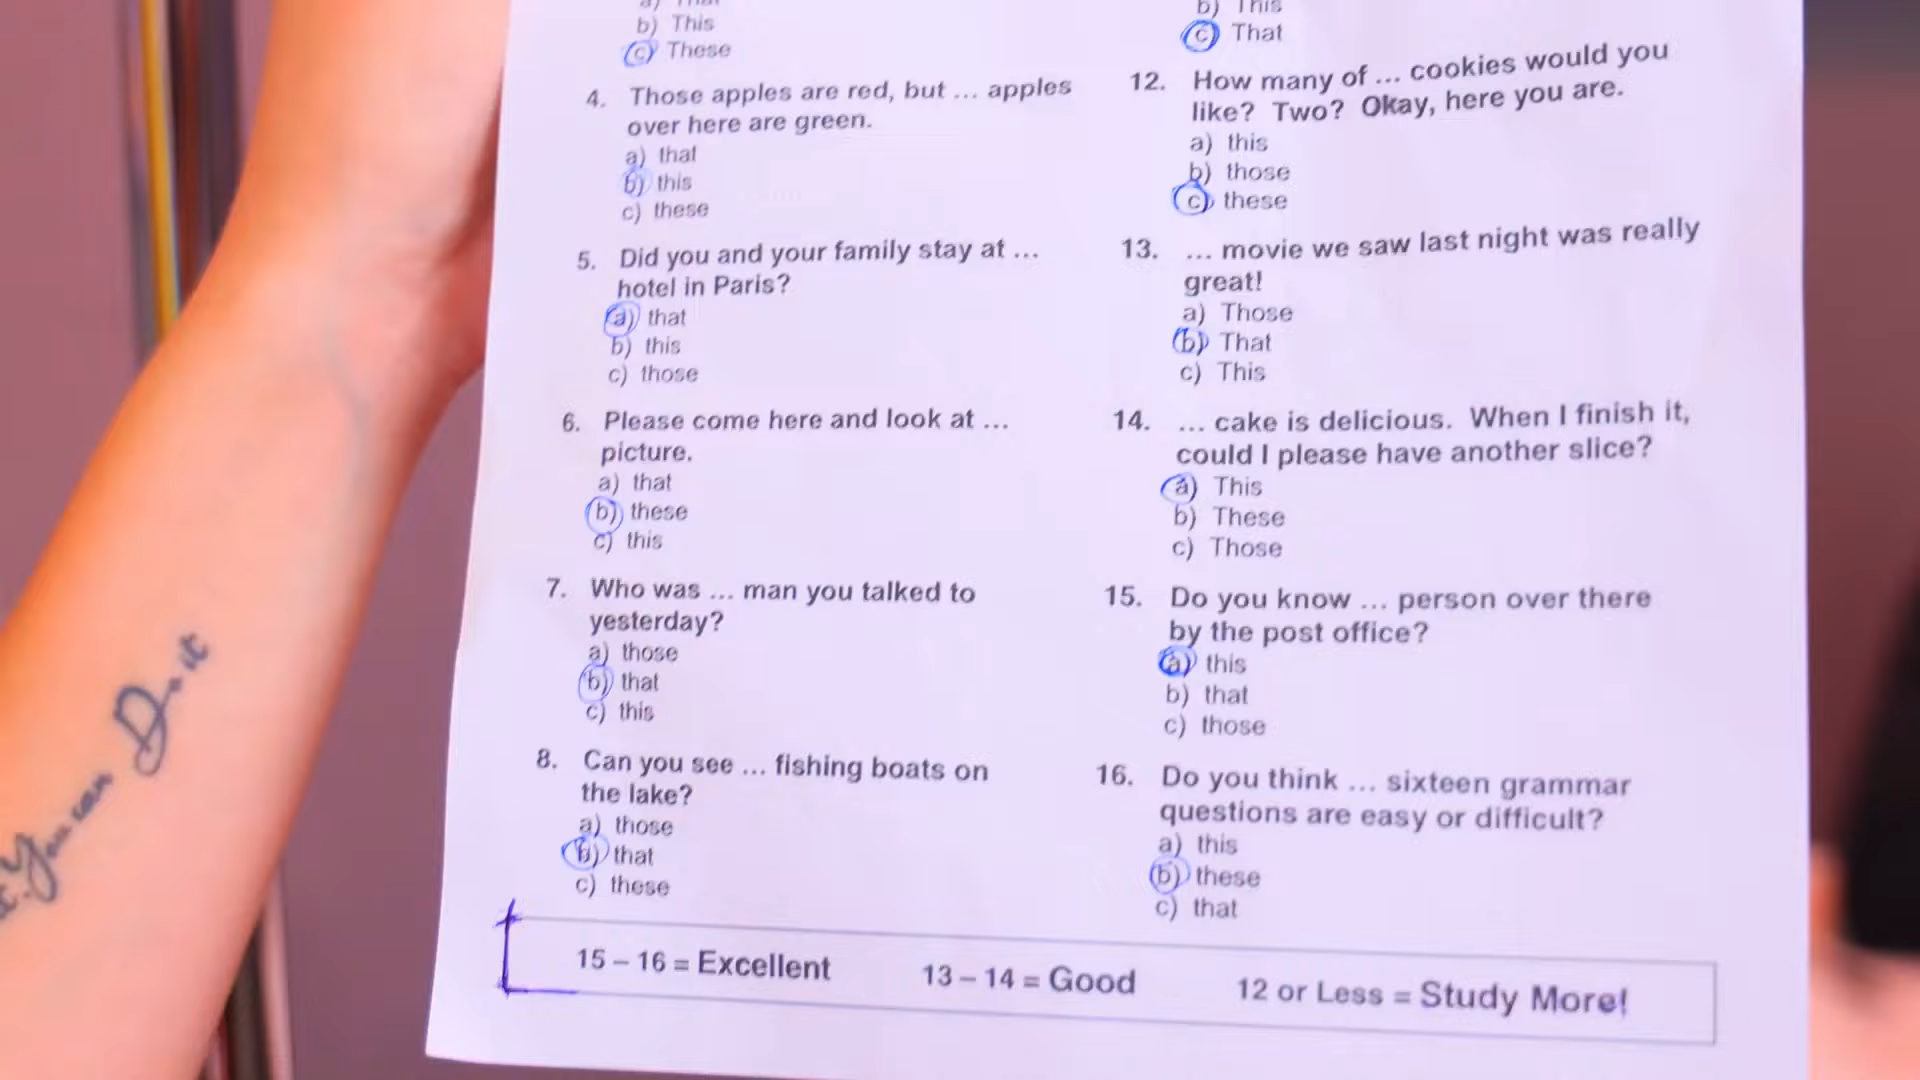 b) This
c) These
4. Those apples are red, but ... apples
over here are green.
a) that
b) this
c) these
5. Did you and your family stay at ...
hotel in Paris?
a) that
b) this
c) those
6. Please come here and look at ...
picture.
a) that
b) these
c) this
7. Who was ... man you talked to
yesterday?
a) those
b) that
c) this
8. Can you see ... fishing boats on
the lake?
a) those
b) that
c) these
b) This
c) That
12. How many of ... cookies would you
like? Two? Okay, here you are.
a) this
b) those
c) these
13. ... movie we saw last night was really
great!
a) Those
b) That
c) This
14. ... cake is delicious. When I finish it,
could I please have another slice?
a) This
b) These
c) Those
15. Do you know ... person over there
by the post office?
a) this
b) that
c) those
16. Do you think ... sixteen grammar
questions are easy or difficult?
a) this
b) these
c) that
15 – 16 = Excellent 13 – 14 = Good 12 or Less = Study More!
You can Do it